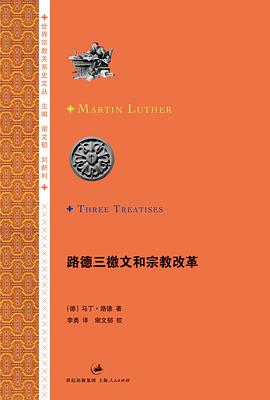 世界宗教关系史文丛 主编 谢文郁 刘新利
MARTIN LUTHER
THREE TREATISES
路德三檄文和宗教改革
[德] 马丁·路德 著
李勇 译 谢文郁 校
世纪出版集团 上海人民出版社